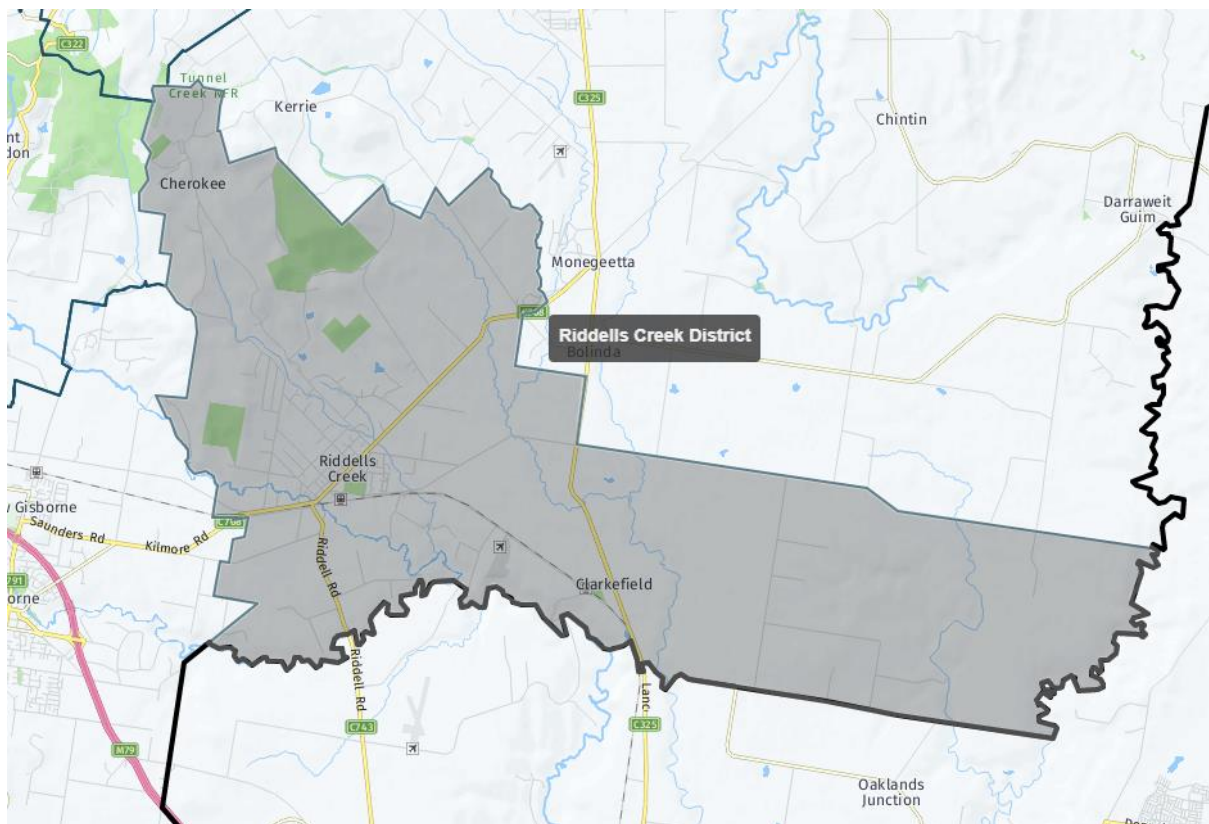 C322
Tunnel
Creek NFR
Kerrie
C325
Chintin
Cherokee
Darraweit
Guim
Monegeetta
Riddells Creek District
Bolinda
Riddells
Creek
Gisborne
Saunders Rd
Kilmore Rd
C708
Riddell Rd
Clarkefield
Riddell Rd
C743
C325
M79
Oaklands
Junction